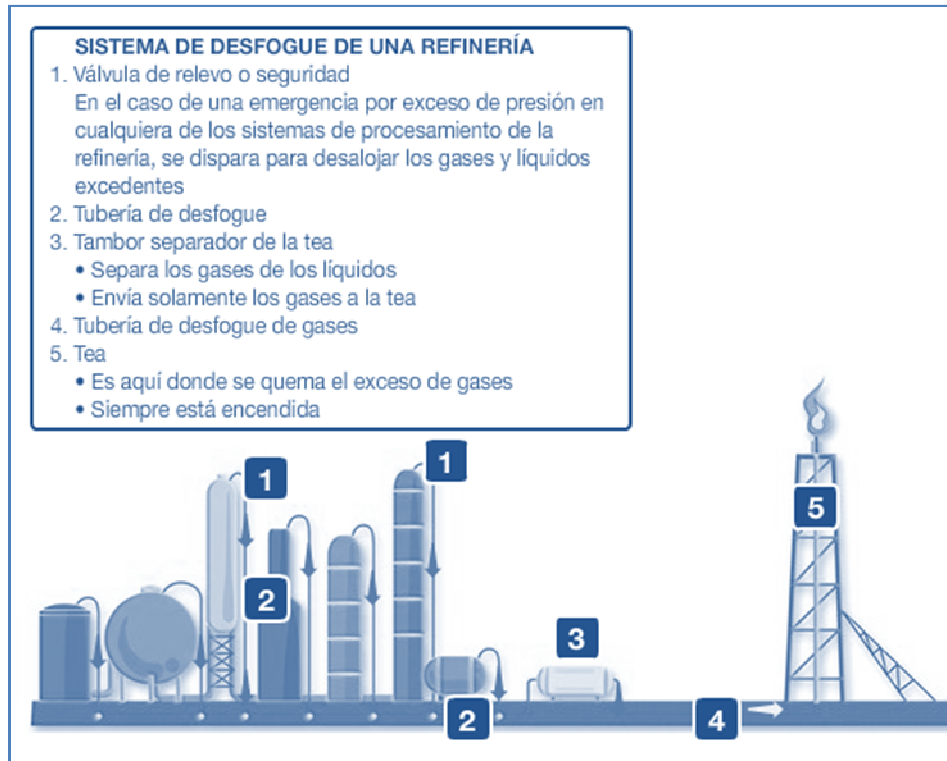 SISTEMA DE DESFOGUE DE UNA REFINERÍA
1. Válvula de relevo o seguridad
En el caso de una emergencia por exceso de presión en
cualquiera de los sistemas de procesamiento de la
refinería, se dispara para desalojar los gases y líquidos
excedentes
2. Tubería de desfogue
3. Tambor separador de la tea
• Separa los gases de los líquidos
• Envía solamente los gases a la tea
4. Tubería de desfogue de gases
5. Tea
• Es aquí donde se quema el exceso de gases
• Siempre está encendida
1
1
5
2
3
2
4